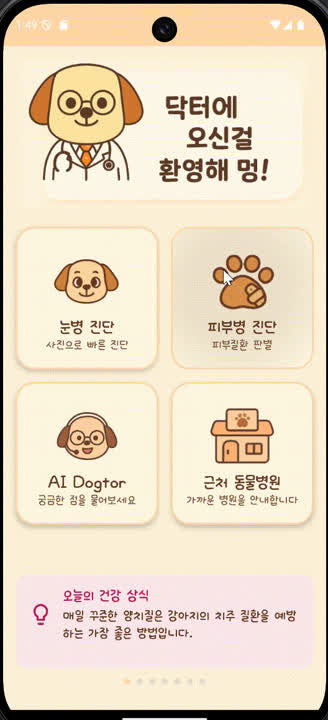 1:49
닥터에
오신걸
환영해 멍!
눈병 진단
사진으로 빠른 진단
피부병 진단
피부질환 판별
AI Dogtor
궁금한 점을 물어보세요
근처 동물병원
가까운 병원을 안내합니다
오늘의 건강 상식
매일 꾸준한 양치질은 강아지의 치주 질환을 예방
하는 가장 좋은 방법입니다.